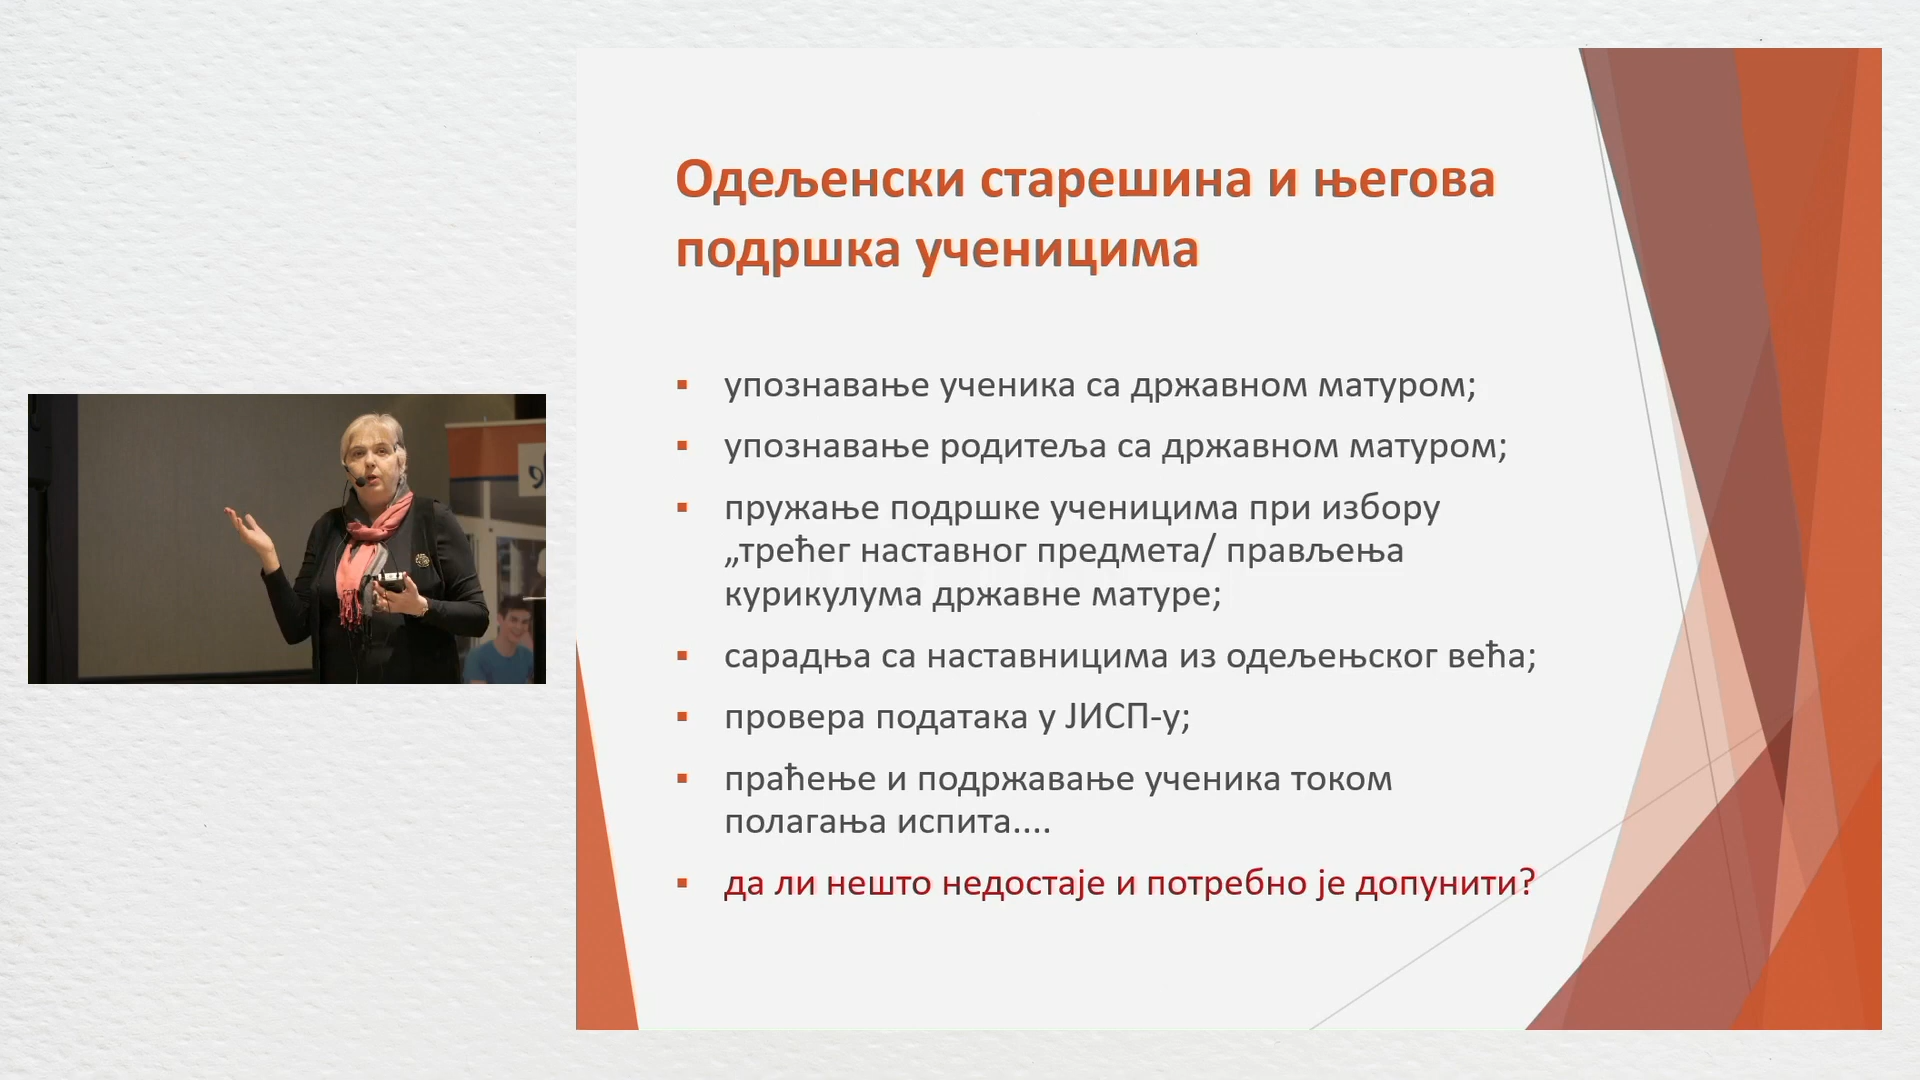 Одељенски старешина и његова
подршка ученицима
упознавање ученика са државном матуром;
упознавање родитеља са државном матуром;
пружање подршке ученицима при избору
„трећег наставног предмета/ прављења
курикулума државне матуре;
сарадња са наставницима из одељењског већа;
провера података у ЈИСП-у;
праћење и подржавање ученика током
полагања испита....
да ли нешто недостаје и потребно је допунити?